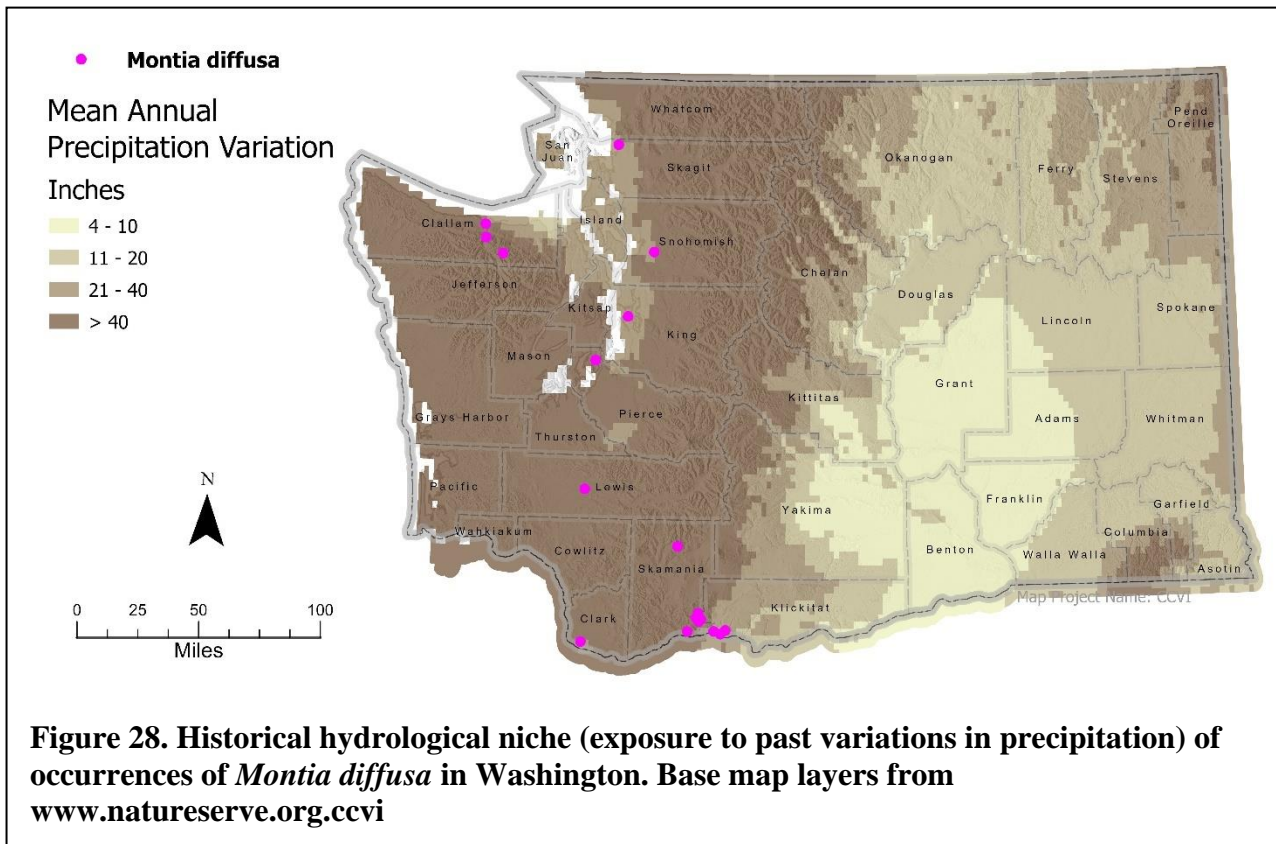 Montia diffusa
Mean Annual
Precipitation Variation
Inches
4 - 10
11 - 20
21 - 40
> 40
Whatcom
San
Juan
Skagit
Okanogan
Ferry
Stevens
Pend
Oreille
Clallam
Island
Snohomish
Chelan
Jefferson
Kitsap
Douglas
Lincoln
Spokane
King
Mason
Grant
Kittitas
Grays Harbor
Pierce
Adams
Whitman
Thurston
Pacific
Lewis
Yakima
Franklin
Garfield
Wahkiakum
Cowlitz
Skamania
Benton
Walla Walla
Columbia
Asotin
Clark
Klickitat
Map Project Name: CCVI
N
0 25 50 100
Miles
Figure 28. Historical hydrological niche (exposure to past variations in precipitation) of
occurrences of Montia diffusa in Washington. Base map layers from
www.natureserve.org.ccvi